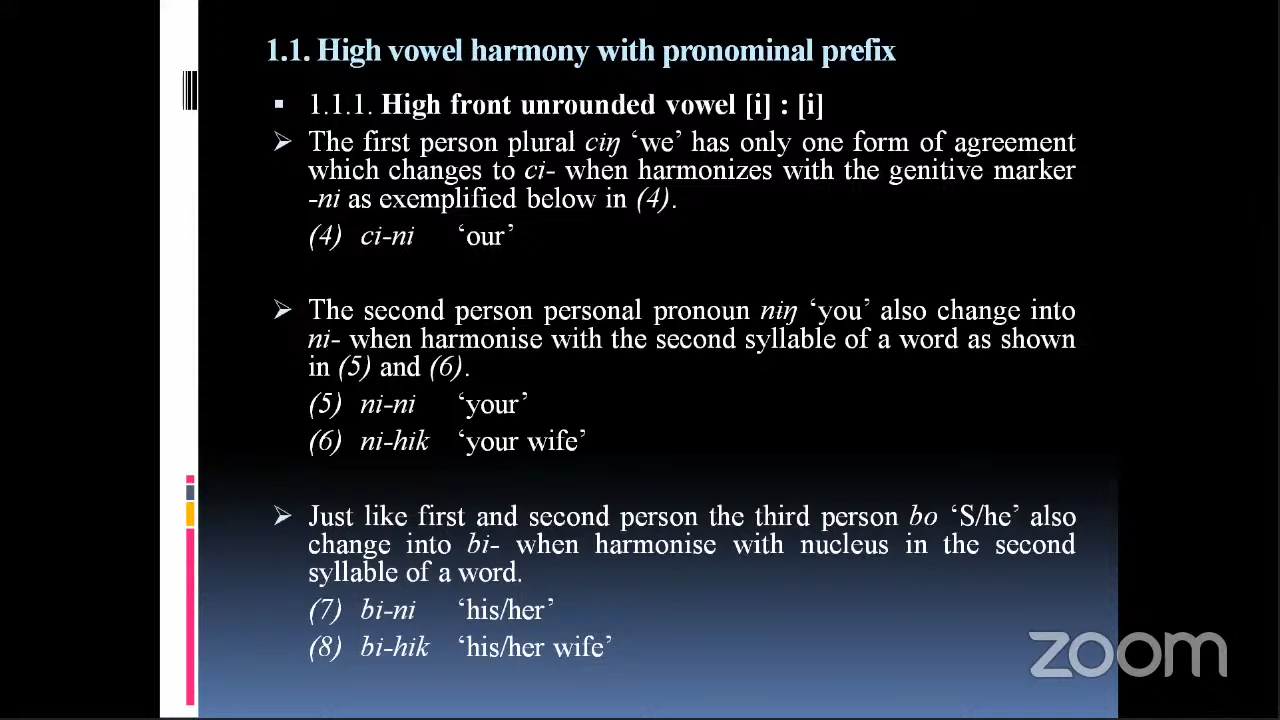 1.1. High vowel harmony with pronominal prefix
▪ 1.1.1. High front unrounded vowel [i] : [i]
➢ The first person plural ciŋ ‘we’ has only one form of agreement
which changes to ci- when harmonizes with the genitive marker
-ni as exemplified below in (4).
(4) ci-ni ‘our’
➢ The second person personal pronoun niŋ ‘you’ also change into
ni- when harmonise with the second syllable of a word as shown
in (5) and (6).
(5) ni-ni ‘your’
(6) ni-hik ‘your wife’
➢ Just like first and second person the third person bo ‘S/he’ also
change into bi- when harmonise with nucleus in the second
syllable of a word.
(7) bi-ni ‘his/her’
(8) bi-hik ‘his/her wife’
zoom